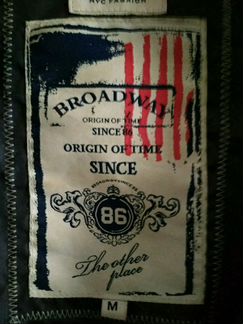 NYC FASHION
BROADWAY
ORIGIN OF TIME
SINCE 86
ORIGIN OF TIME
SINCE
86
The other
place
M